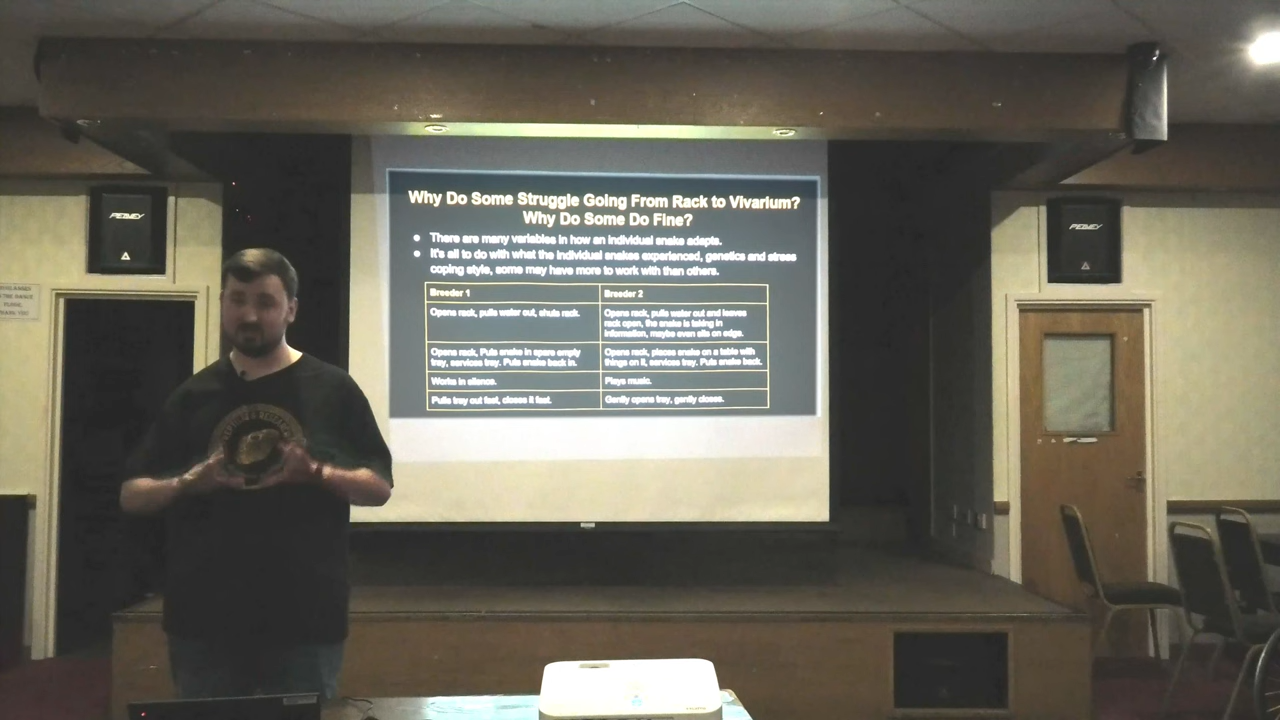 Why Do Some Struggle Going From Rack to Vivarium?
Why Do Some Do Fine?
There are many variables in how an individual snake adapts.
It's all to do with what the individual snakes experienced, genetics and stress
coping style, some may have more to work with than others.
Breeder 1
Breeder 2
Opens rack, pulls water out, shuts rack.
Opens rack, pulls water out and leaves
rack open, the snake is taking in
information, maybe even sits on edge.
Opens rack, Puts snake in spare empty
tray, services tray. Puts snake back in.
Opens rack, places snake on a table with
things on it, services tray. Puts snake back.
Works in silence.
Plays music.
Pulls tray out fast, closes it fast.
Gently opens tray, gently closes.
PEAVEY
PEAVEY